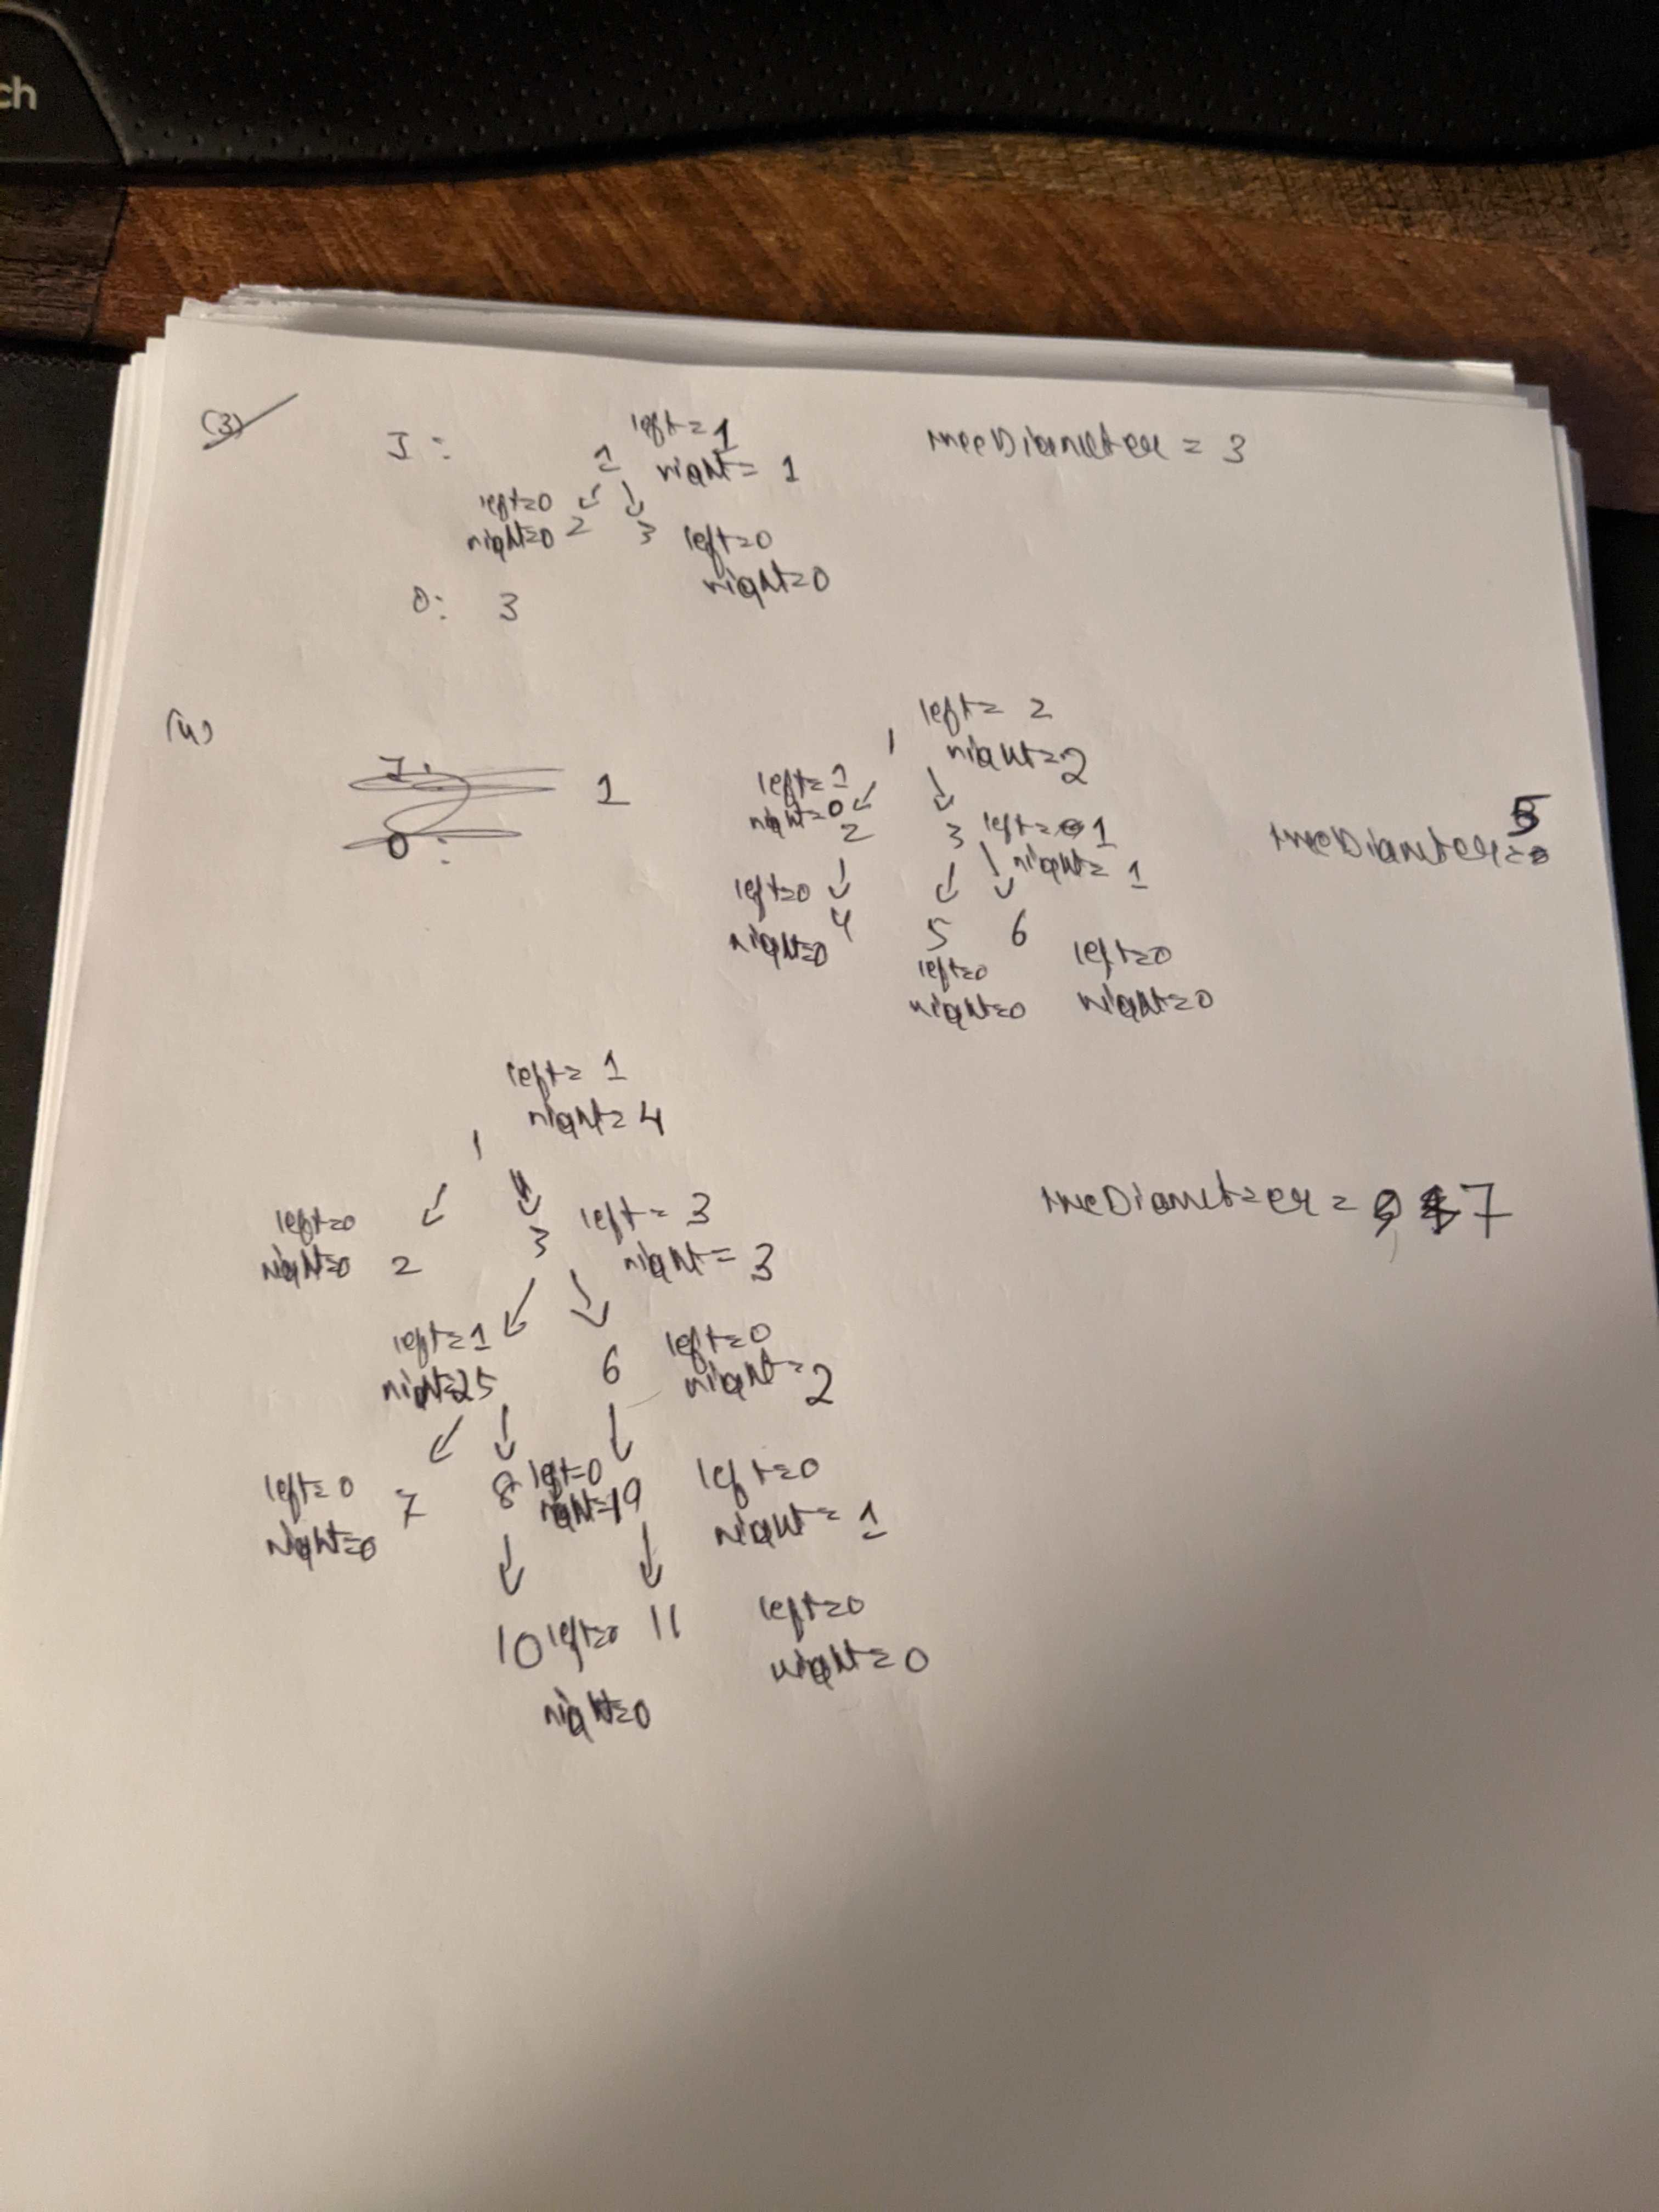 ch
(3)
I:
left=1
1 right=1
treeDiameter = 3
left=0
right=0 2 3 left=0
right=0
O: 3
(4)
I:
O:
1
left=2
1 right=2
left=1
right=0
2 3 left=1
right=1
treeDiameter=5
left=0
right=0 4 5 6
left=0 left=0
right=0 right=0
left=1
right=4
1
left=0
right=0 2 3 left=3
right=3
treeDiameter=7
left=1
right=2 5 6 left=0
right=2
left=0
right=0 7 8 left=0
right=1 9 left=0
right=1
10 left=0 11 left=0
right=0 right=0